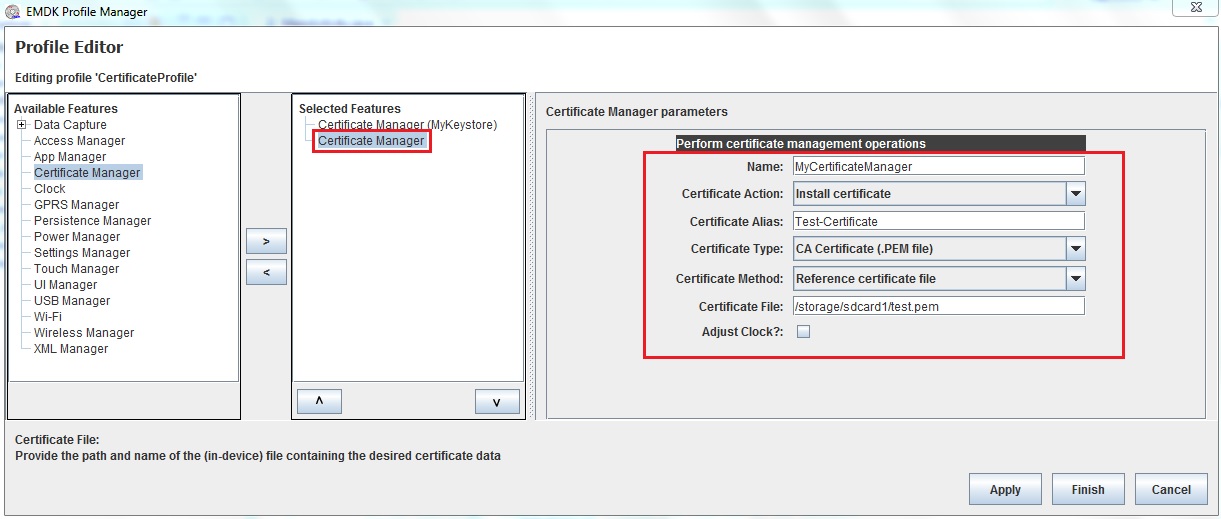 EMDK Profile Manager
Profile Editor
Editing profile 'CertificateProfile'
Available Features
Data Capture
Access Manager
App Manager
Certificate Manager
Clock
GPRS Manager
Persistence Manager
Power Manager
Settings Manager
Touch Manager
UI Manager
USB Manager
Wi-Fi
Wireless Manager
XML Manager
>
<
Selected Features
Certificate Manager (MyKeystore)
Certificate Manager
ʌ
v
Certificate Manager parameters
Perform certificate management operations
Name: MyCertificateManager
Certificate Action: Install certificate
Certificate Alias: Test-Certificate
Certificate Type: CA Certificate (.PEM file)
Certificate Method: Reference certificate file
Certificate File: /storage/sdcard1/test.pem
Adjust Clock?:
Certificate File:
Provide the path and name of the (in-device) file containing the desired certificate data
Apply
Finish
Cancel